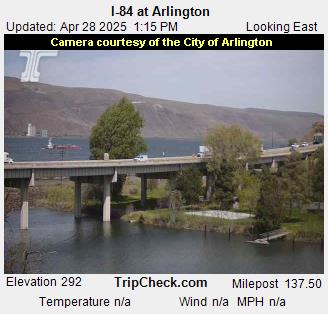 I-84 at Arlington
Updated: Apr 28 2025 1:15 PM Looking East
Camera courtesy of the City of Arlington
Elevation 292 TripCheck.com Milepost 137.50
Temperature n/a Wind n/a MPH n/a